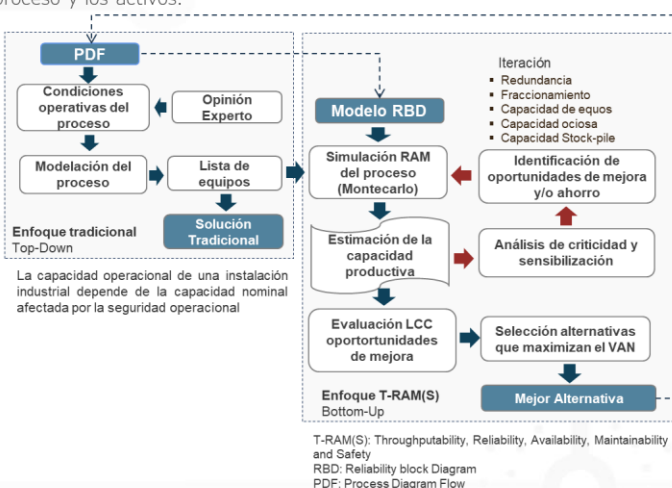 proceso y los activos.
PDF
Condiciones
operativas del
proceso
Opinión
Experto
Modelación del
proceso
Lista de
equipos
Solución
Tradicional
Enfoque tradicional
Top-Down
La capacidad operacional de una instalación
industrial depende de la capacidad nominal
afectada por la seguridad operacional
Modelo RBD
Simulación RAM
del proceso
(Montecarlo)
Estimación de la
capacidad
productiva
Evaluación LCC
oportortunidades
de mejora
Iteración
▪ Redundancia
▪ Fraccionamiento
▪ Capacidad de equos
▪ Capacidad ociosa
▪ Capacidad Stock-pile
Identificación de
oportunidades de mejora
y/o ahorro
Análisis de criticidad y
sensibilización
Selección alternativas
que maximizan el VAN
Mejor Alternativa
Enfoque T-RAM(S)
Bottom-Up
T-RAM(S): Throughputability, Reliability, Availability, Maintainability
and Safety
RBD: Reliability block Diagram
PDF: Process Diagram Flow